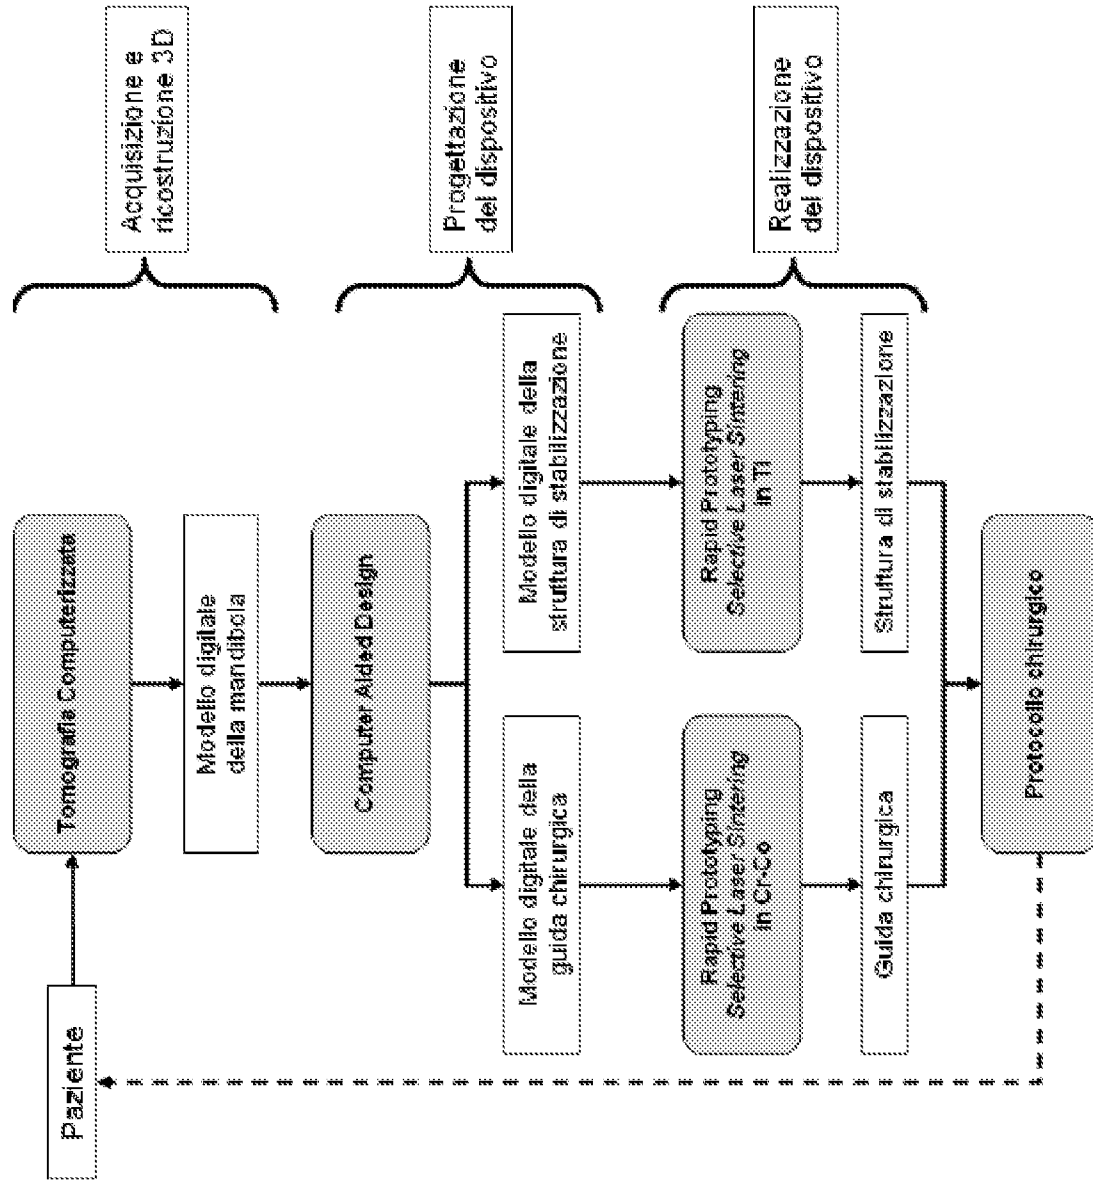 Paziente
Tomografia Computerizzata
Modello digitale
della mandibola
Computer Aided Design
Modello digitale della
guida chirurgica
Modello digitale della
struttura di stabilizzazione
Rapid Prototyping
Selective Laser Sintering
in Cr-Co
Rapid Prototyping
Selective Laser Sintering
in Ti
Guida chirurgica
Struttura di stabilizzazione
Protocollo chirurgico
Acquisizione e
ricostruzione 3D
Progettazione
del dispositivo
Realizzazione
del dispositivo